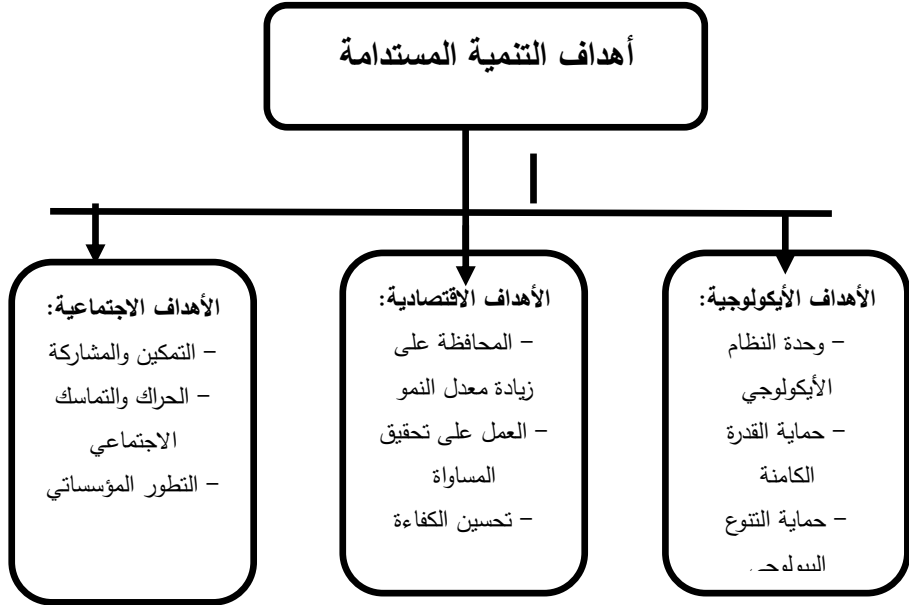 أهداف التنمية المستدامة
الأهداف الأيكولوجية:
– وحدة النظام
الأيكولوجي
– حماية القدرة
الكامنة
– حماية التنوع
البيولوجي
الأهداف الاقتصادية:
– المحافظة على
زيادة معدل النمو
– العمل على تحقيق
المساواة
– تحسين الكفاءة
الأهداف الاجتماعية:
– التمكين والمشاركة
– الحراك والتماسك
الاجتماعي
– التطور المؤسساتي